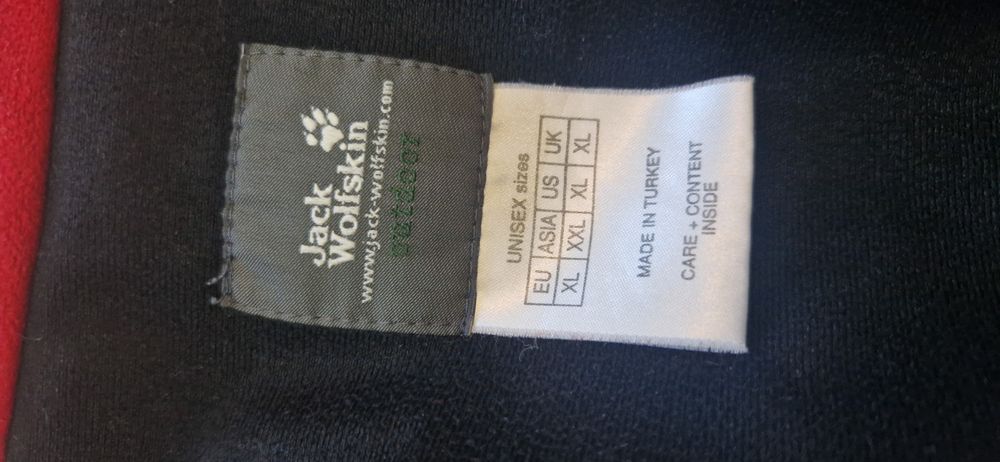 Jack
Wolfskin
www.jack-wolfskin.com
outdoor
UNISEX sizes
EU ASIA US UK
XL XXL XL XL
MADE IN TURKEY
CARE + CONTENT
INSIDE